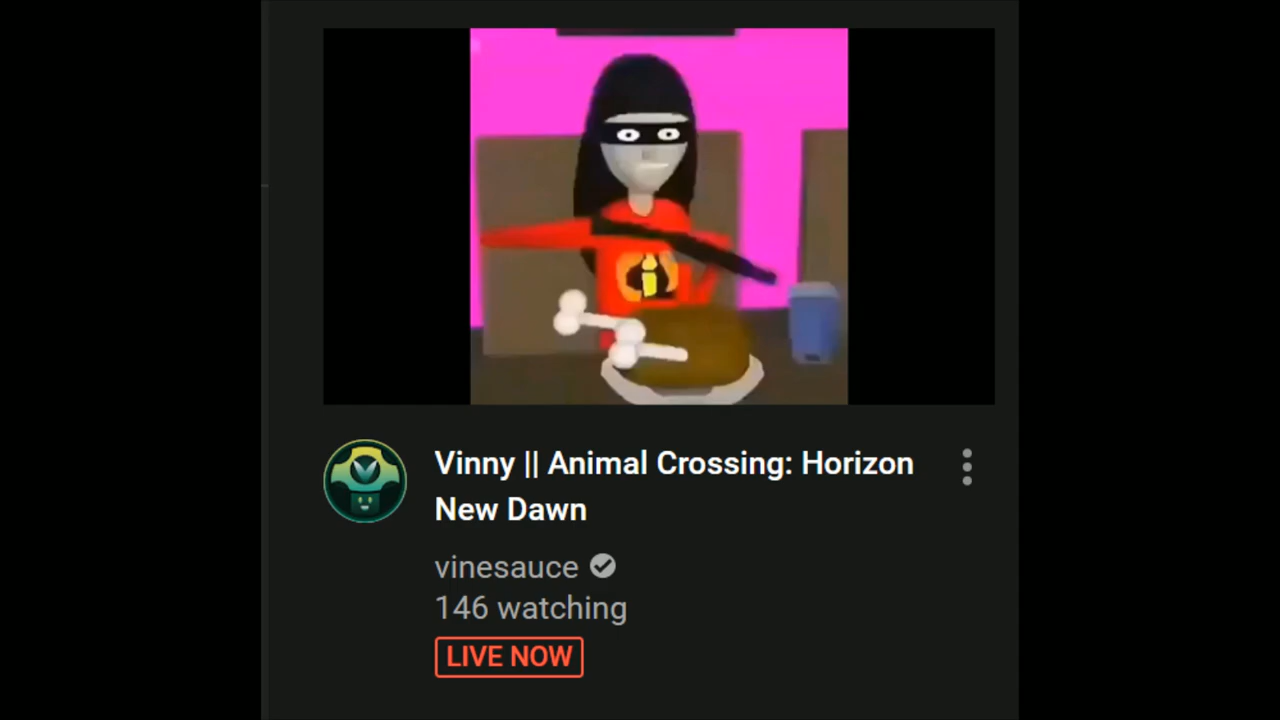 Vinny || Animal Crossing: Horizon
New Dawn
vinesauce
146 watching
LIVE NOW